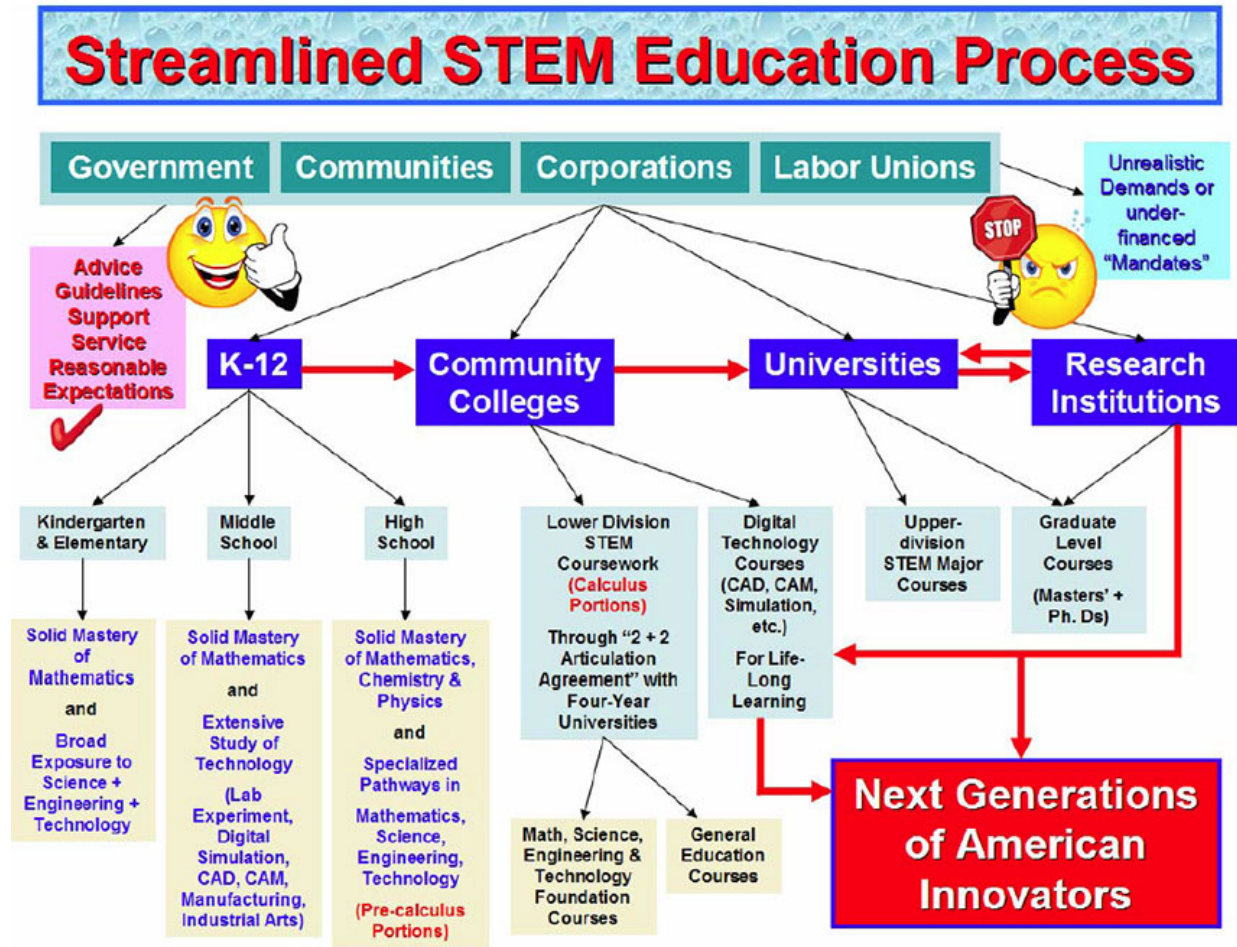 Streamlined STEM Education Process
Government
Communities
Corporations
Labor Unions
Unrealistic
Demands or
under-
financed
“Mandates”
STOP
Advice
Guidelines
Support
Service
Reasonable
Expectations
K-12
Community
Colleges
Universities
Research
Institutions
Kindergarten
& Elementary
Middle
School
High
School
Lower Division
STEM
Coursework
(Calculus
Portions)
Through “2 + 2
Articulation
Agreement” with
Four-Year
Universities
Digital
Technology
Courses
(CAD, CAM,
Simulation,
etc.)
For Life-
Long
Learning
Upper-
division
STEM Major
Courses
Graduate
Level
Courses
(Masters’ +
Ph. Ds)
Solid Mastery
of
Mathematics
and
Broad
Exposure to
Science +
Engineering +
Technology
Solid Mastery
of Mathematics
and
Extensive
Study of
Technology
(Lab
Experiment,
Digital
Simulation,
CAD, CAM,
Manufacturing,
Industrial Arts)
Solid Mastery
of Mathematics,
Chemistry &
Physics
and
Specialized
Pathways in
Mathematics,
Science,
Engineering,
Technology
(Pre-calculus
Portions)
Math, Science,
Engineering &
Technology
Foundation
Courses
General
Education
Courses
Next Generations
of American
Innovators